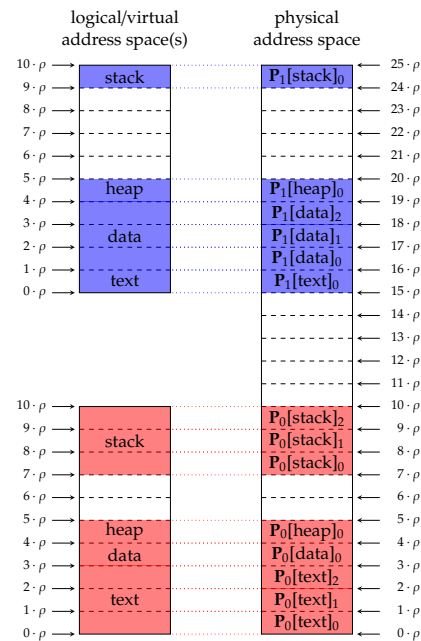 logical/virtual physical
address space(s) address space
10 · ρ 25 · ρ
stack P₁[stack]₀
9 · ρ 24 · ρ
8 · ρ 23 · ρ
7 · ρ 22 · ρ
6 · ρ 21 · ρ
5 · ρ 20 · ρ
heap P₁[heap]₀
4 · ρ 19 · ρ
P₁[data]₂
3 · ρ 18 · ρ
data P₁[data]₁
2 · ρ 17 · ρ
P₁[data]₀
1 · ρ 16 · ρ
text P₁[text]₀
0 · ρ 15 · ρ
14 · ρ
13 · ρ
12 · ρ
11 · ρ
10 · ρ 10 · ρ
P₀[stack]₂
9 · ρ 9 · ρ
stack P₀[stack]₁
8 · ρ 8 · ρ
P₀[stack]₀
7 · ρ 7 · ρ
6 · ρ 6 · ρ
5 · ρ 5 · ρ
heap P₀[heap]₀
4 · ρ 4 · ρ
data P₀[data]₀
3 · ρ 3 · ρ
P₀[text]₂
2 · ρ 2 · ρ
text P₀[text]₁
1 · ρ 1 · ρ
P₀[text]₀
0 · ρ 0 · ρ